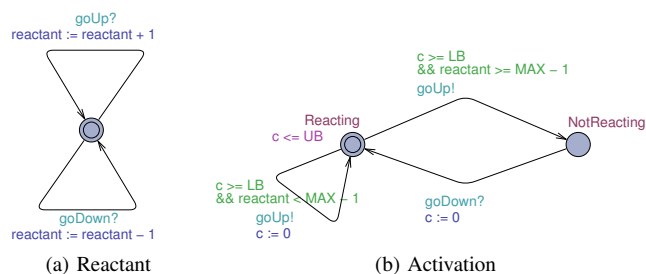 goUp?
reactant := reactant + 1
goDown?
reactant := reactant − 1
(a) Reactant
c >= LB
&& reactant >= MAX − 1
goUp!
Reacting
c <= UB
NotReacting
c >= LB
&& reactant < MAX − 1
goUp!
c := 0
goDown?
c := 0
(b) Activation